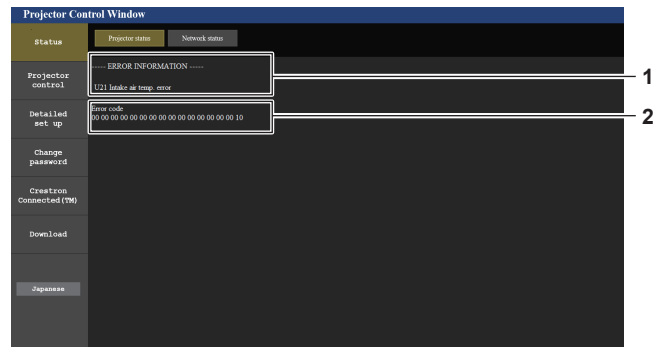 Projector Control Window
Status
Projector status
Network status
----- ERROR INFORMATION -----
U21 Intake air temp. error
1
Error code
00 00 00 00 00 00 00 00 00 00 00 00 00 00 00 10
2
Projector
control
Detailed
set up
Change
password
Crestron
Connected(TM)
Download
Japanese